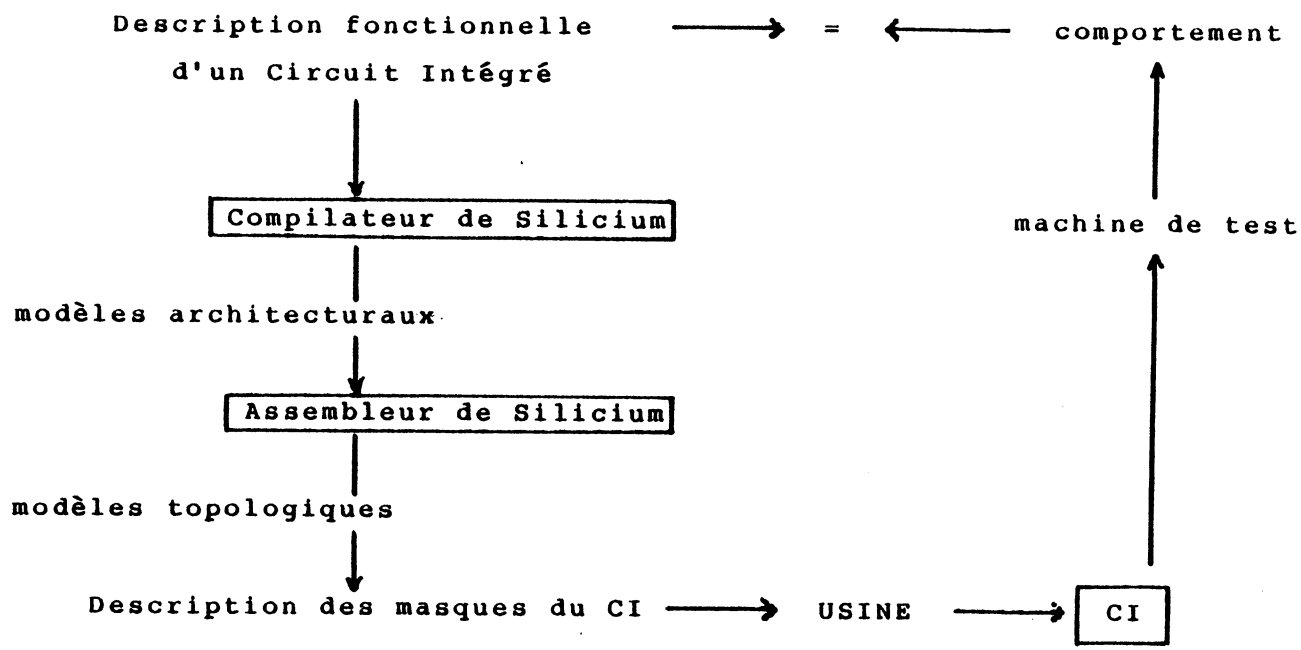 Description fonctionnelle = comportement
d'un Circuit Intégré
Compilateur de Silicium
machine de test
modèles architecturaux
Assembleur de Silicium
modèles topologiques
Description des masques du CI USINE CI